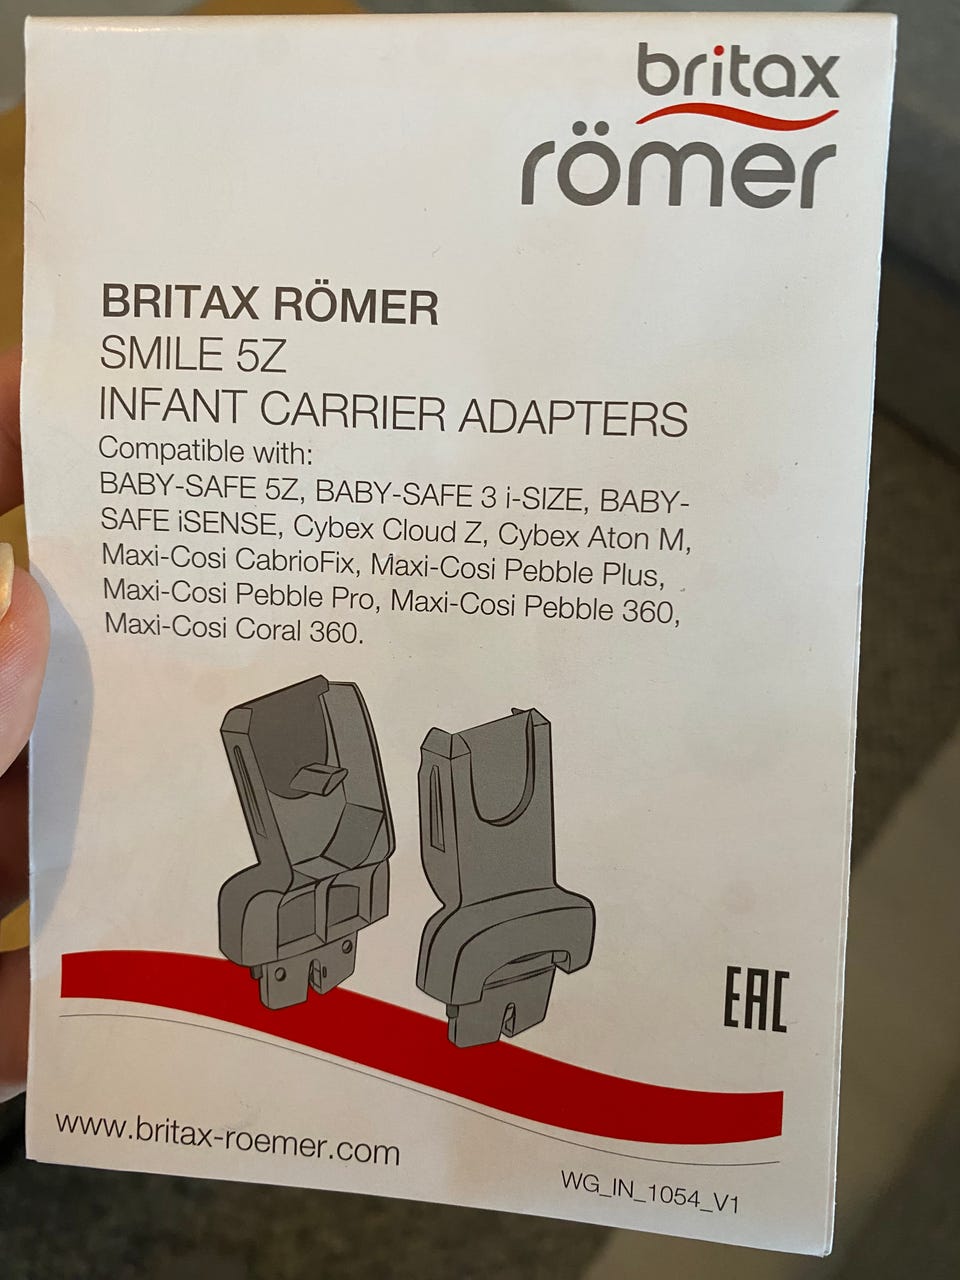 britax
römer
BRITAX RÖMER
SMILE 5Z
INFANT CARRIER ADAPTERS
Compatible with:
BABY-SAFE 5Z, BABY-SAFE 3 i-SIZE, BABY-
SAFE iSENSE, Cybex Cloud Z, Cybex Aton M,
Maxi-Cosi CabrioFix, Maxi-Cosi Pebble Plus,
Maxi-Cosi Pebble Pro, Maxi-Cosi Pebble 360,
Maxi-Cosi Coral 360.
EAC
www.britax-roemer.com
WG_IN_1054_V1